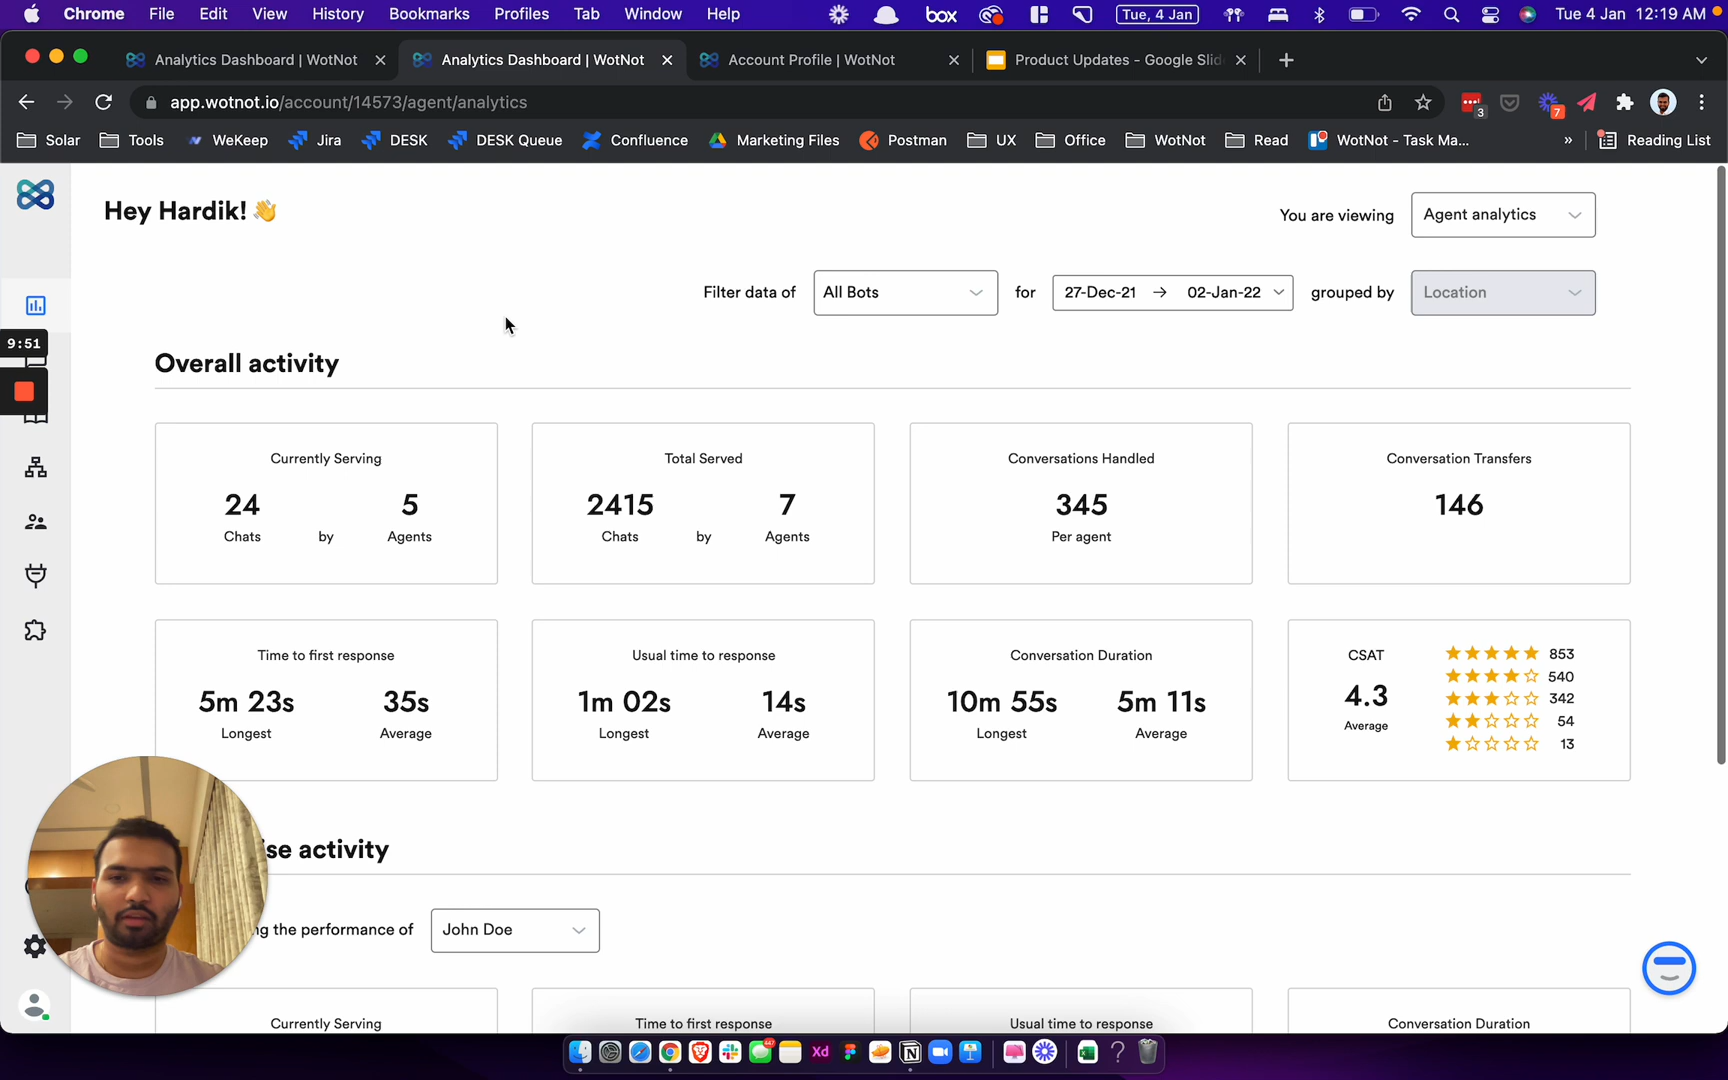 Chrome File Edit View History Bookmarks Profiles Tab Window Help box Tue, 4 Jan Tue 4 Jan 12:19 AM
Analytics Dashboard | WotNot Analytics Dashboard | WotNot Account Profile | WotNot Product Updates - Google Slid
app.wotnot.io/account/14573/agent/analytics 3 7
Solar Tools WeKeep Jira DESK DESK Queue Confluence Marketing Files Postman UX Office WotNot Read WotNot - Task Ma... » Reading List
Hey Hardik! 👋
You are viewing Agent analytics
Filter data of All Bots for 27-Dec-21 → 02-Jan-22 grouped by Location
9:51
Overall activity
Currently Serving
24 5
Chats by Agents
Total Served
2415 7
Chats by Agents
Conversations Handled
345
Per agent
Conversation Transfers
146
Time to first response
5m 23s 35s
Longest Average
Usual time to response
1m 02s 14s
Longest Average
Conversation Duration
10m 55s 5m 11s
Longest Average
CSAT
4.3
Average
853
540
342
54
13
ise activity
ng the performance of John Doe
Currently Serving
Time to first response
Usual time to response
Conversation Duration
Xd 447